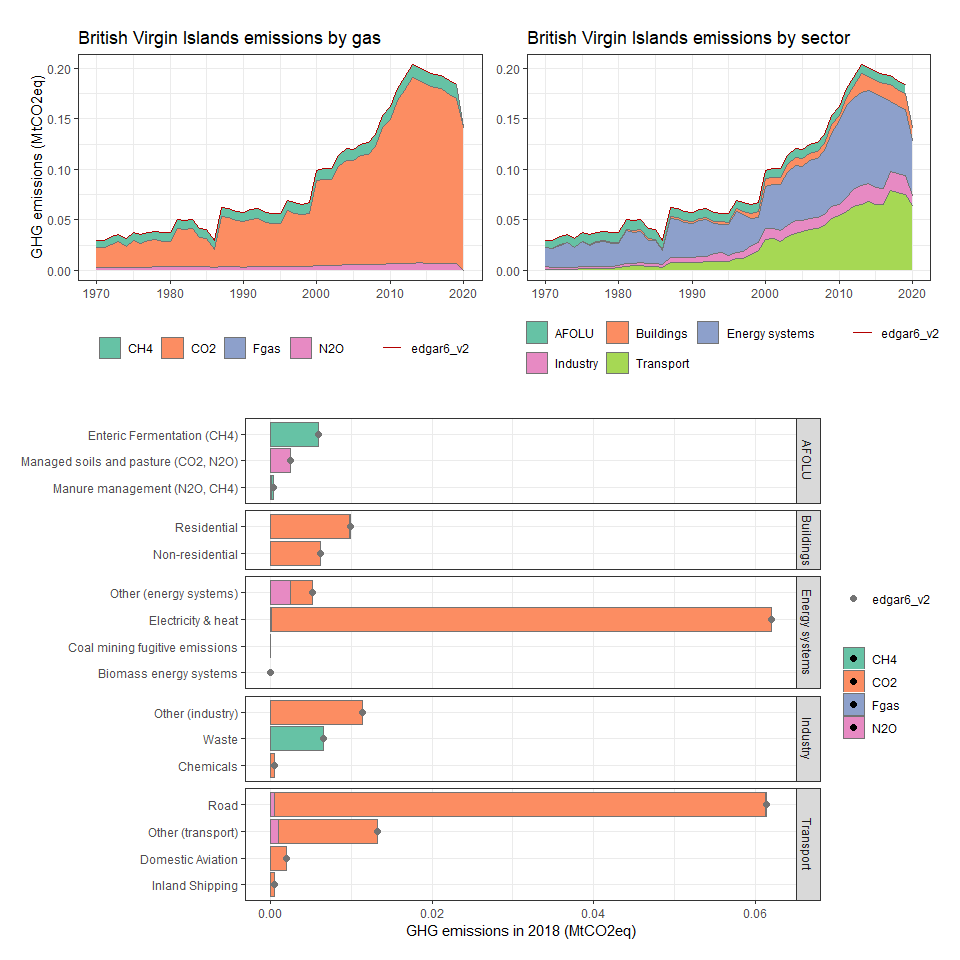 British Virgin Islands emissions by gas
GHG emissions (MtCO2eq)
0.20
0.15
0.10
0.05
0.00
1970 1980 1990 2000 2010 2020
CH4 CO2 Fgas N2O edgar6_v2
British Virgin Islands emissions by sector
0.20
0.15
0.10
0.05
0.00
1970 1980 1990 2000 2010 2020
AFOLU Buildings Energy systems edgar6_v2
Industry Transport
Enteric Fermentation (CH4)
Managed soils and pasture (CO2, N2O)
Manure management (N2O, CH4)
AFOLU
Residential
Non-residential
Buildings
Other (energy systems)
Electricity & heat
Coal mining fugitive emissions
Biomass energy systems
Energy systems
Other (industry)
Waste
Chemicals
Industry
Road
Other (transport)
Domestic Aviation
Inland Shipping
Transport
0.00 0.02 0.04 0.06
GHG emissions in 2018 (MtCO2eq)
edgar6_v2
CH4
CO2
Fgas
N2O